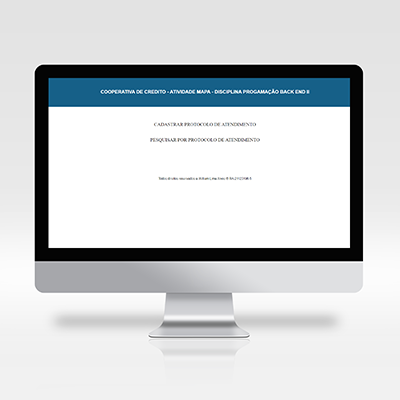 COOPERATIVA DE CREDITO - ATIVIDADE MAPA - DISCIPLINA PROGAMAÇÃO BACK END II
CADASTRAR PROTOCOLO DE ATENDIMENTO
PESQUISAR POR PROTOCOLO DE ATENDIMENTO